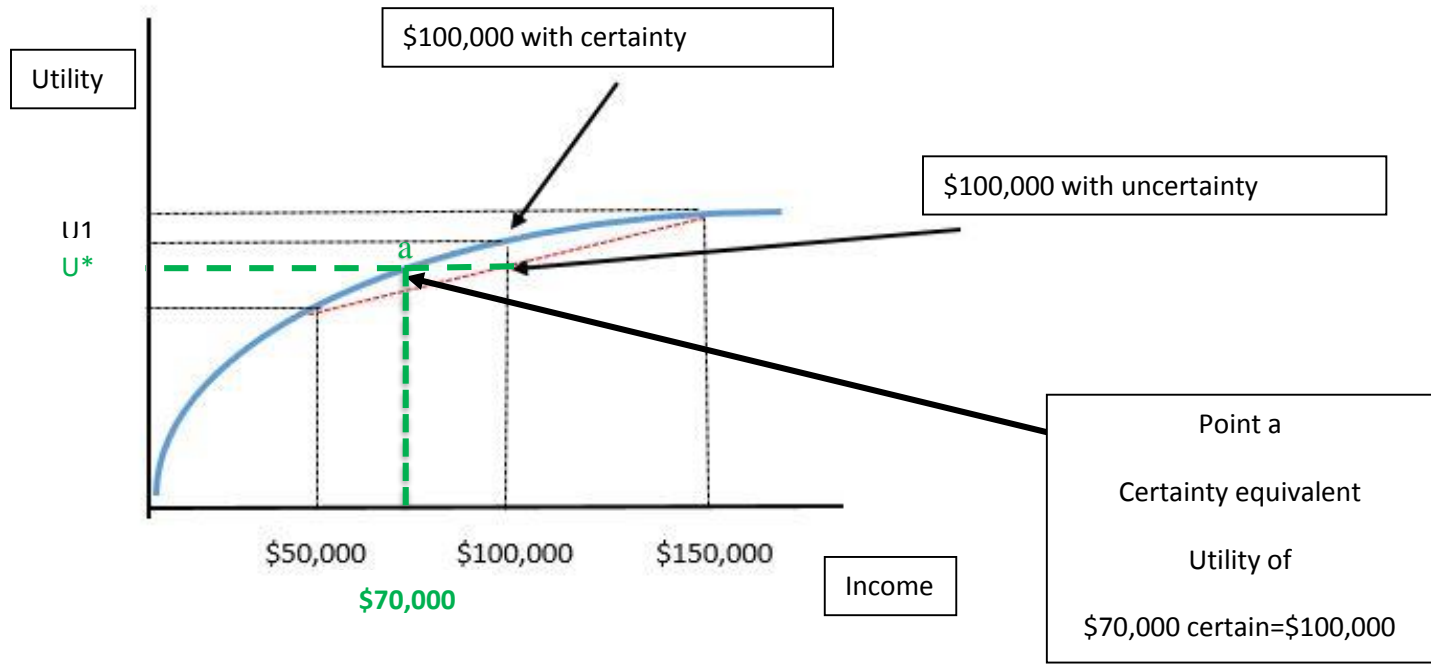 $100,000 with certainty
Utility
$100,000 with uncertainty
U1
U*
a
Point a
Certainty equivalent
Utility of
$70,000 certain=$100,000
$50,000 $100,000 $150,000
Income
$70,000